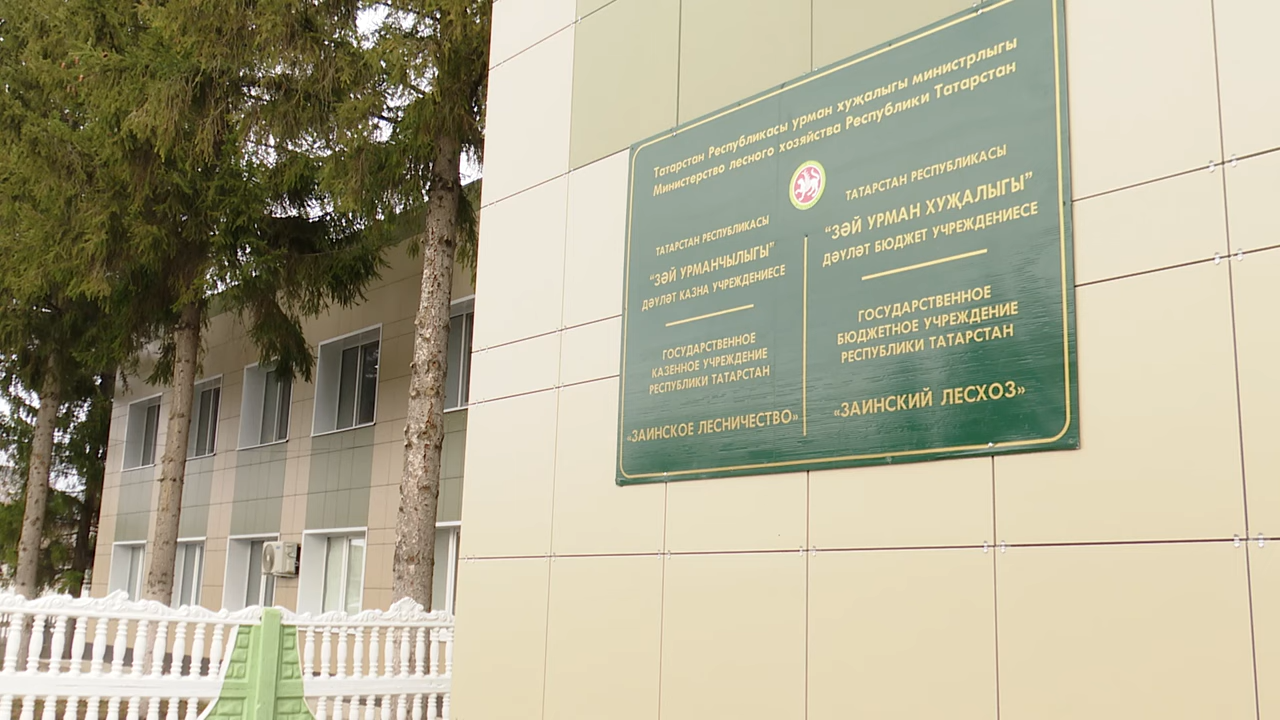 Татарстан Республикасы урман хуҗалыгы министрлыгы
Министерство лесного хозяйства Республики Татарстан
ТАТАРСТАН РЕСПУБЛИКАСЫ
“ЗӘЙ УРМАНЧЫЛЫГЫ”
ДӘҮЛӘТ КАЗНА УЧРЕЖДЕНИЕСЕ
ГОСУДАРСТВЕННОЕ
КАЗЕННОЕ УЧРЕЖДЕНИЕ
РЕСПУБЛИКИ ТАТАРСТАН
«ЗАИНСКОЕ ЛЕСНИЧЕСТВО»
ТАТАРСТАН РЕСПУБЛИКАСЫ
“ЗӘЙ УРМАН ХУҖАЛЫГЫ”
ДӘҮЛӘТ БЮДЖЕТ УЧРЕЖДЕНИЕСЕ
ГОСУДАРСТВЕННОЕ
БЮДЖЕТНОЕ УЧРЕЖДЕНИЕ
РЕСПУБЛИКИ ТАТАРСТАН
«ЗАИНСКИЙ ЛЕСХОЗ»